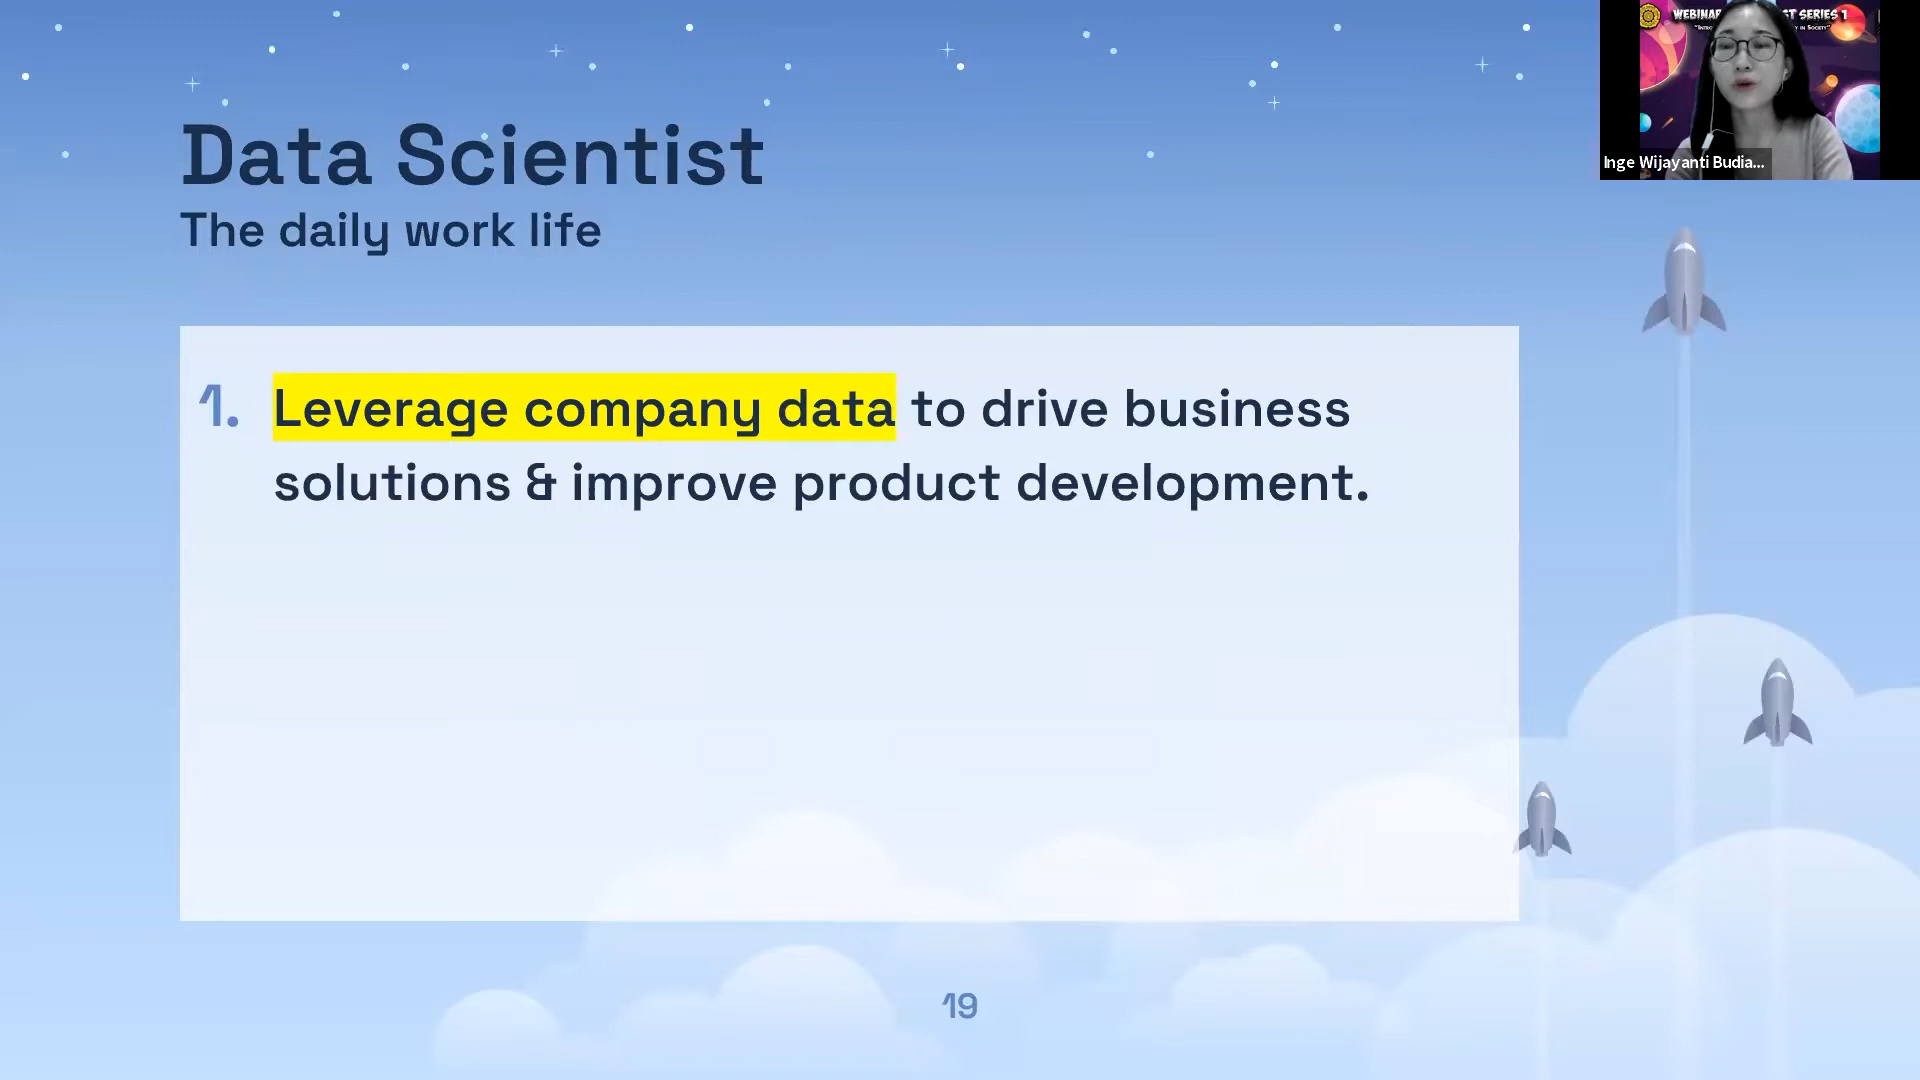 WEBINAR
ST SERIES 1
Data Scientist
The daily work life
Inge Wijayanti Budia...
1. Leverage company data to drive business
solutions & improve product development.
19